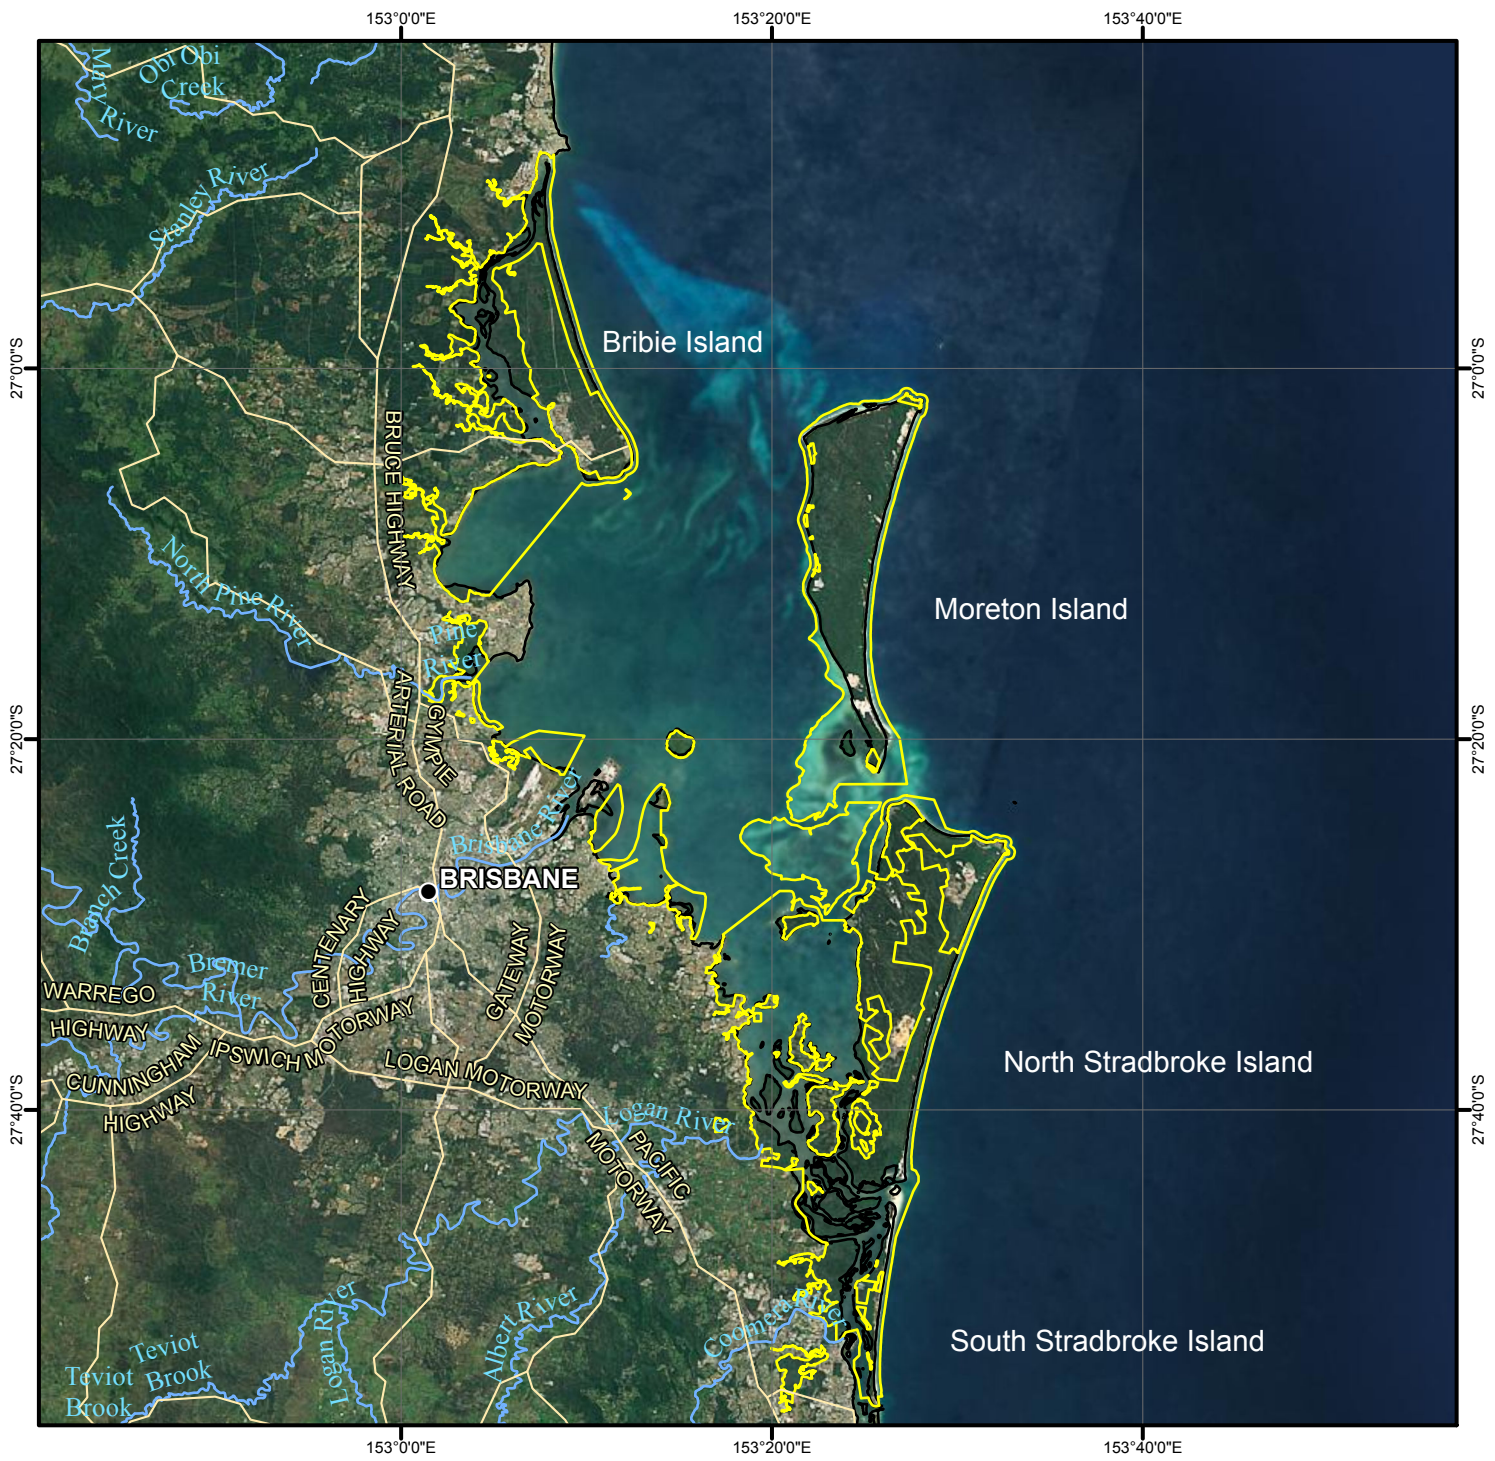 153°0'0"E
153°20'0"E
153°40'0"E
Mary
River
Obi Obi
Creek
Stanley River
Bribie Island
27°0'0"S
27°0'0"S
BRUCE HIGHWAY
North Pine River
Moreton Island
Pine
River
ARTERIAL ROAD
GYMPIE
27°20'0"S
27°20'0"S
Brisbane River
Branch Creek
BRISBANE
CENTENARY
HIGHWAY
GATEWAY
MOTORWAY
Bremer
River
WARREGO
HIGHWAY
CUNNINGHAM
HIGHWAY
IPSWICH MOTORWAY
LOGAN MOTORWAY
North Stradbroke Island
27°40'0"S
27°40'0"S
Logan River
PACIFIC
MOTORWAY
Logan River
Albert River
Coomera River
South Stradbroke Island
Teviot
Brook
Teviot
Brook
153°0'0"E
153°20'0"E
153°40'0"E